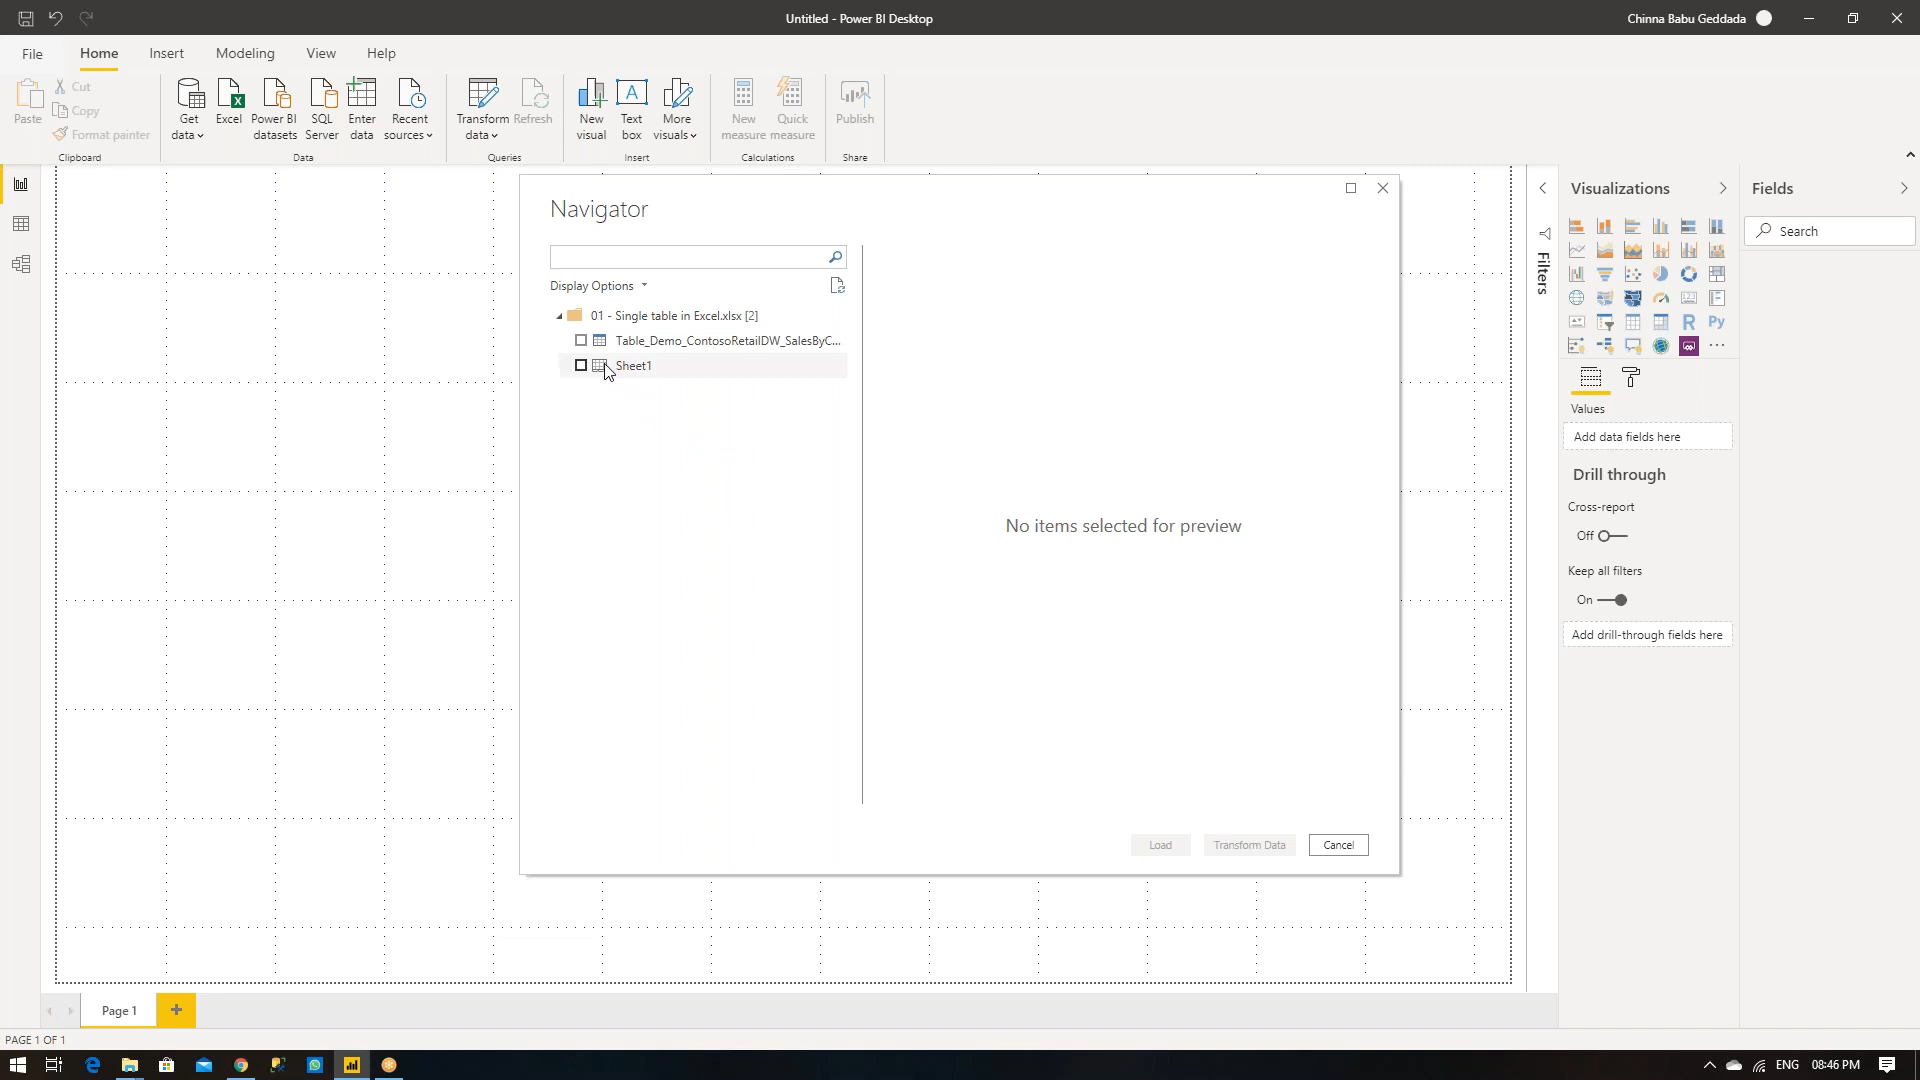 Untitled - Power BI Desktop
Chinna Babu Geddada
File
Home
Insert
Modeling
View
Help
Paste
Cut
Copy
Format painter
Clipboard
Get data
Excel
Power BI datasets
SQL Server
Enter data
Recent sources
Data
Transform data
Refresh
Queries
New visual
Text box
More visuals
Insert
New measure
Quick measure
Calculations
Publish
Share
Navigator
Display Options
01 - Single table in Excel.xlsx [2]
Table_Demo_ContosoRetailDW_SalesByC...
Sheet1
No items selected for preview
Load
Transform Data
Cancel
Filters
Visualizations
R
Py
Values
Add data fields here
Drill through
Cross-report
Off
Keep all filters
On
Add drill-through fields here
Fields
Search
Page 1
PAGE 1 OF 1
ENG
08:46 PM